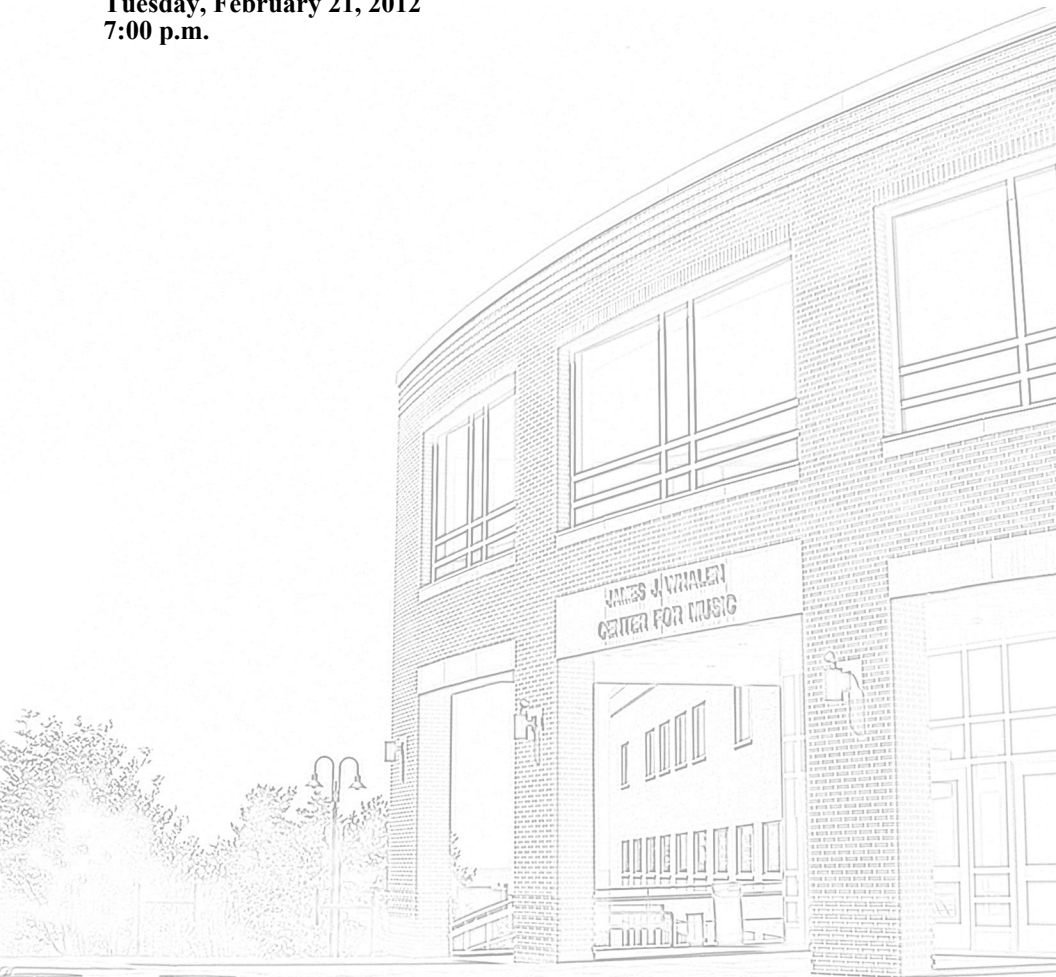 Tuesday, February 21, 2012
7:00 p.m.
JAMES J. WHALEN
CENTER FOR MUSIC